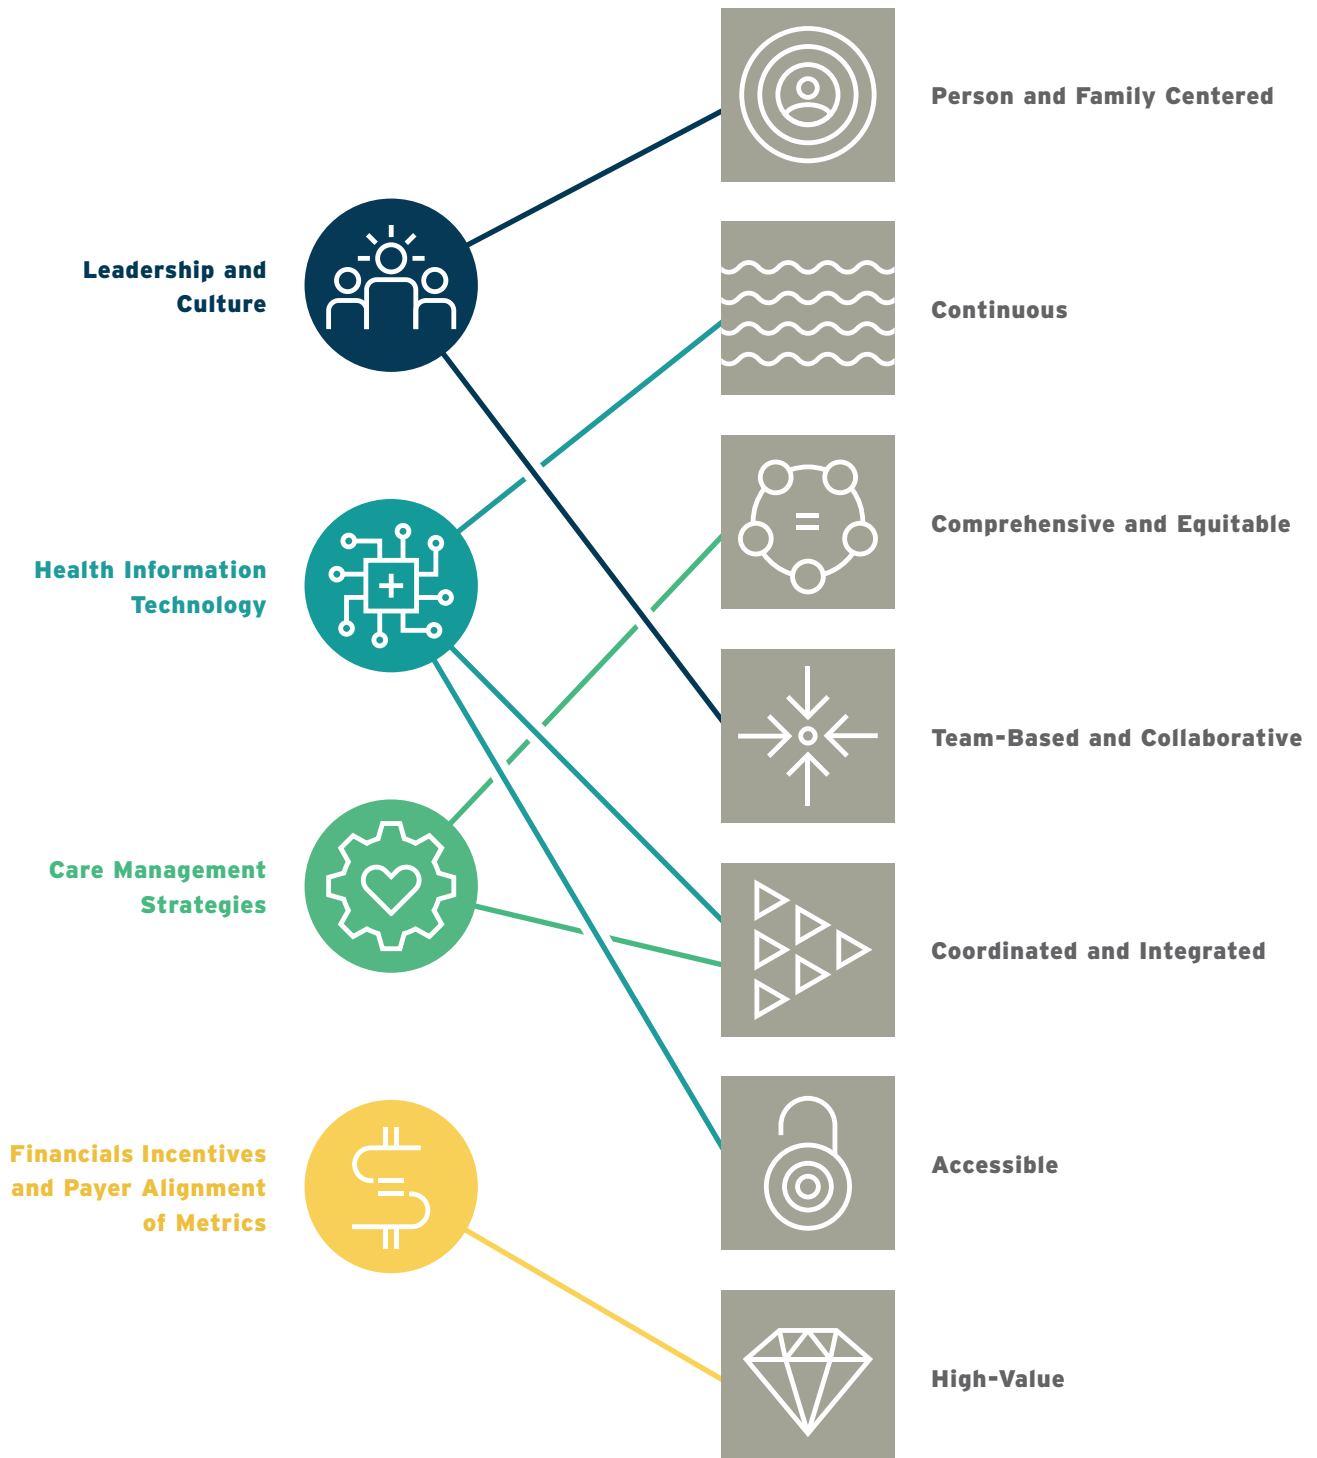 Leadership and
Culture
Health Information
Technology
Care Management
Strategies
Financials Incentives
and Payer Alignment
of Metrics
Person and Family Centered
Continuous
Comprehensive and Equitable
Team-Based and Collaborative
Coordinated and Integrated
Accessible
High-Value